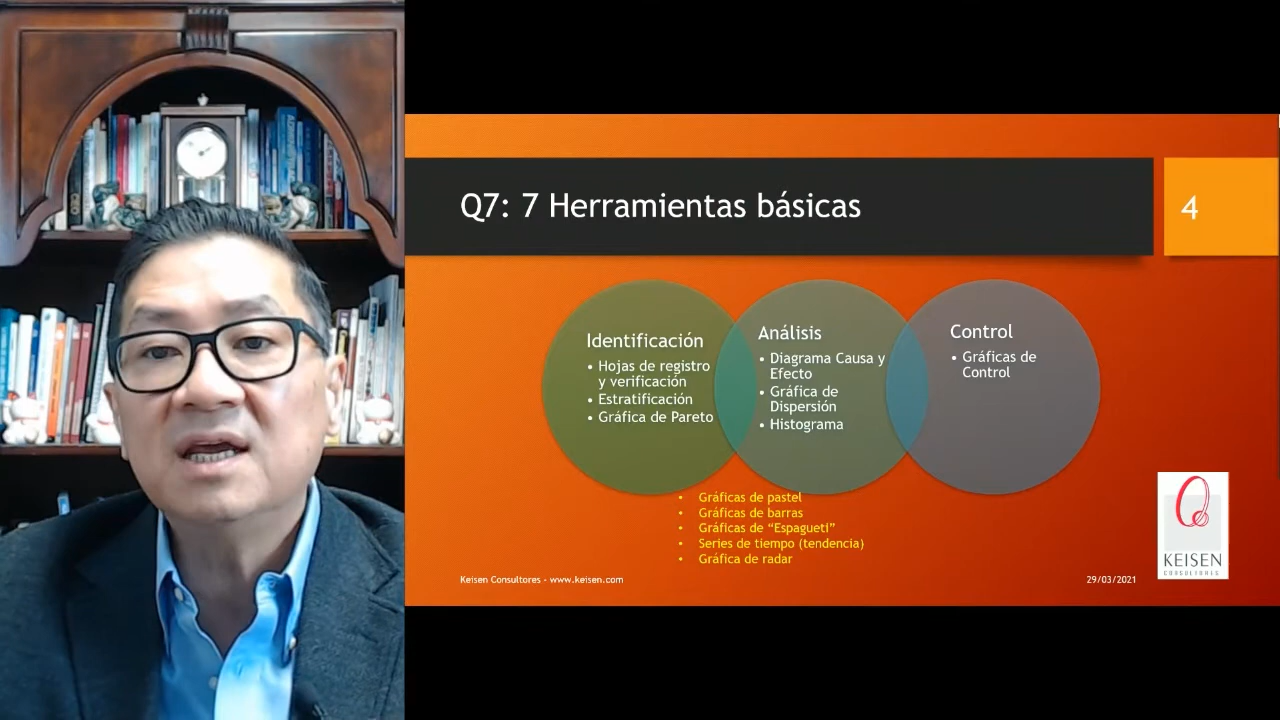 Q7: 7 Herramientas básicas
4
Identificación
• Hojas de registro
y verificación
• Estratificación
• Gráfica de Pareto
Análisis
• Diagrama Causa y
Efecto
• Gráfica de
Dispersión
• Histograma
Control
• Gráficas de
Control
• Gráficas de pastel
• Gráficas de barras
• Gráficas de “Espagueti”
• Series de tiempo (tendencia)
• Gráfica de radar
Keisen Consultores - www.keisen.com
29/03/2021
KEISEN
CONSULTORES